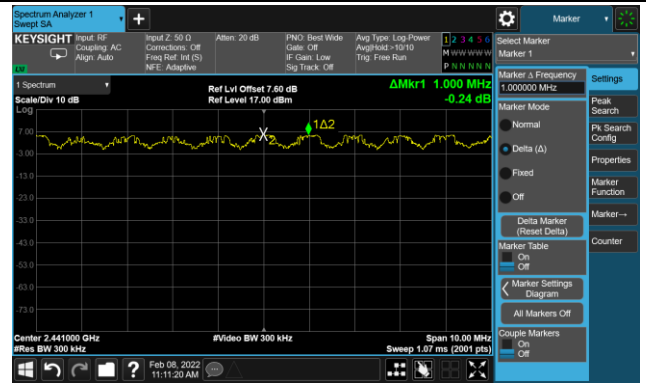 Spectrum Analyzer 1
Swept SA
Marker
KEYSIGHT
Input: RF
Coupling: AC
Align: Auto
Input Z: 50 Ω
Corrections: Off
Freq Ref: Int (S)
NFE: Adaptive
Atten: 20 dB
PNO: Best Wide
Gate: Off
IF Gain: Low
Sig Track: Off
Avg Type: Log-Power
Avg|Hold:>10/10
Trig: Free Run
1 2 3 4 5 6
M W W W W W
P N N N N N
Select Marker
Marker 1
1 Spectrum
Scale/Div 10 dB
Log
Ref Lvl Offset 7.60 dB
Ref Level 17.00 dBm
ΔMkr1 1.000 MHz
-0.24 dB
7.00
-3.00
-13.0
-23.0
-33.0
-43.0
-53.0
-63.0
-73.0
1Δ2
2
Center 2.441000 GHz
#Res BW 300 kHz
#Video BW 300 kHz
Span 10.00 MHz
Sweep 1.07 ms (2001 pts)
Marker Δ Frequency
1.000000 MHz
Marker Mode
Normal
Delta (Δ)
Fixed
Off
Delta Marker
(Reset Delta)
Marker Table
On
Off
Marker Settings
Diagram
All Markers Off
Couple Markers
On
Off
Settings
Peak
Search
Pk Search
Config
Properties
Marker
Function
Marker→
Counter
?
Feb 08, 2022
11:11:20 AM